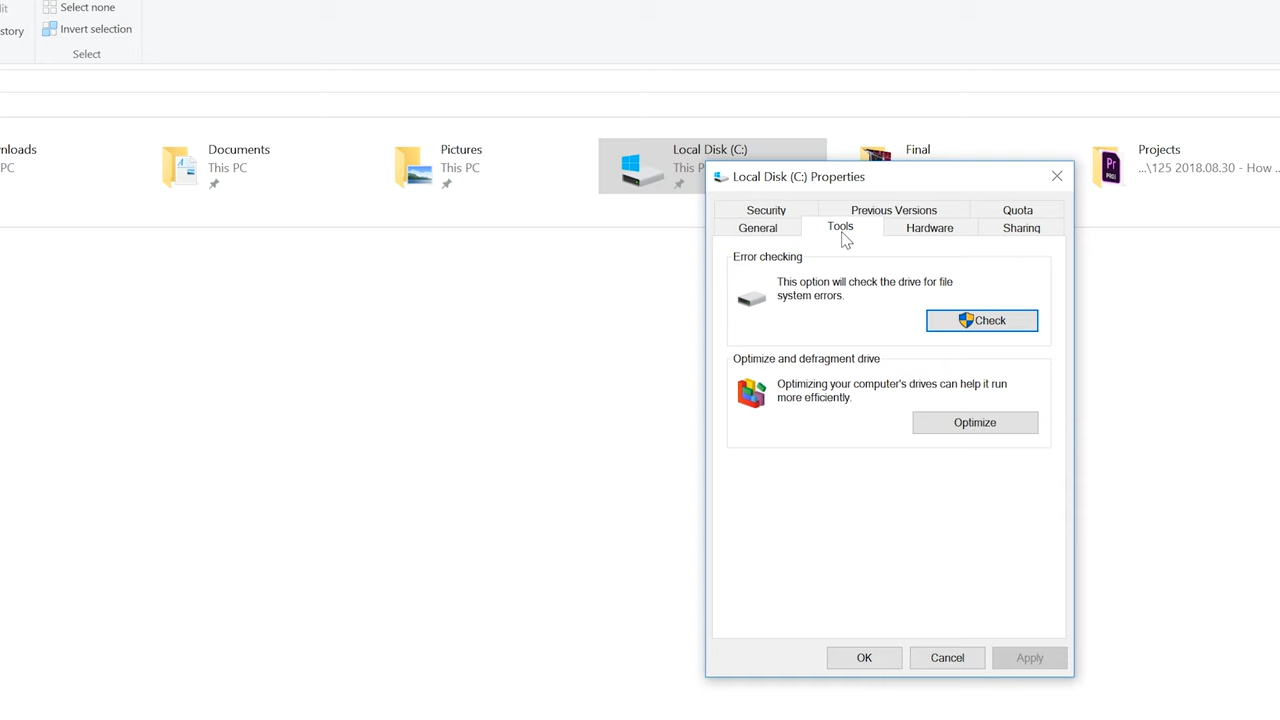 Select none
Invert selection
story
Select
nloads
PC
Documents
This PC
Pictures
This PC
Local Disk (C:)
This P
Final
Projects
...\125 2018.08.30 - How ...
Local Disk (C:) Properties
Security
Previous Versions
Quota
General
Tools
Hardware
Sharing
Error checking
This option will check the drive for file
system errors.
Check
Optimize and defragment drive
Optimizing your computer's drives can help it run
more efficiently.
Optimize
OK
Cancel
Apply